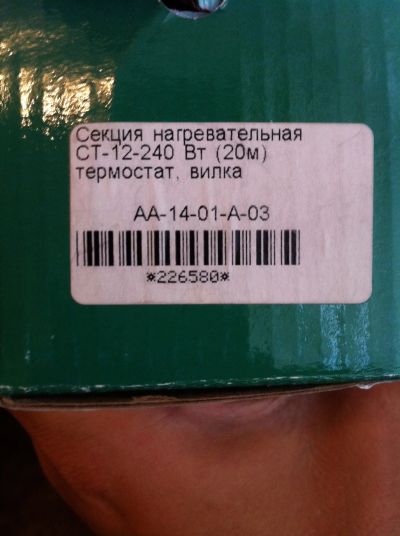 Секция нагревательная
СТ-12-240 Вт (20м)
термостат, вилка
АА-14-01-А-03
*226580*